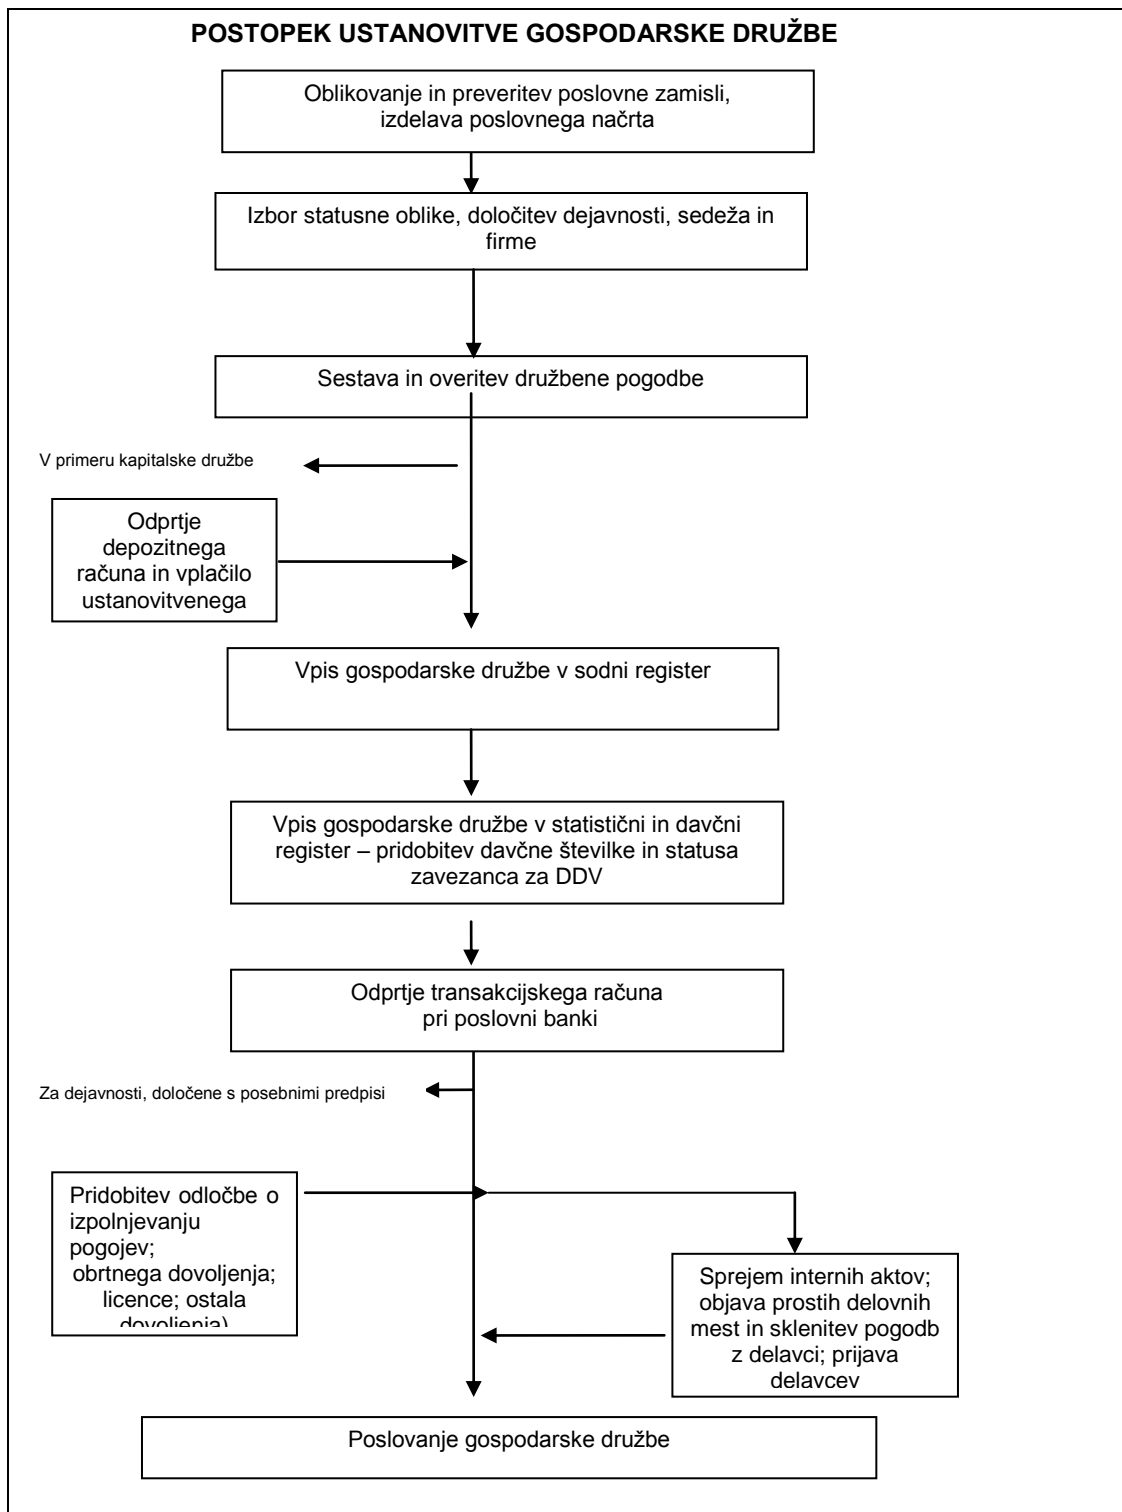 POSTOPEK USTANOVITVE GOSPODARSKE DRUŽBE
Oblikovanje in preveritev poslovne zamisli,
izdelava poslovnega načrta
Izbor statusne oblike, določitev dejavnosti, sedeža in
firme
Sestava in overitev družbene pogodbe
V primeru kapitalske družbe
Odprtje
depozitnega
računa in vplačilo
ustanovitvenega
Vpis gospodarske družbe v sodni register
Vpis gospodarske družbe v statistični in davčni
register – pridobitev davčne številke in statusa
zavezanca za DDV
Odprtje transakcijskega računa
pri poslovni banki
Za dejavnosti, določene s posebnimi predpisi
Pridobitev odločbe o
izpolnjevanju
pogojev;
obrtnega dovoljenja;
licence; ostala
dovoljenja)
Sprejem internih aktov;
objava prostih delovnih
mest in sklenitev pogodb
z delavci; prijava
delavcev
Poslovanje gospodarske družbe